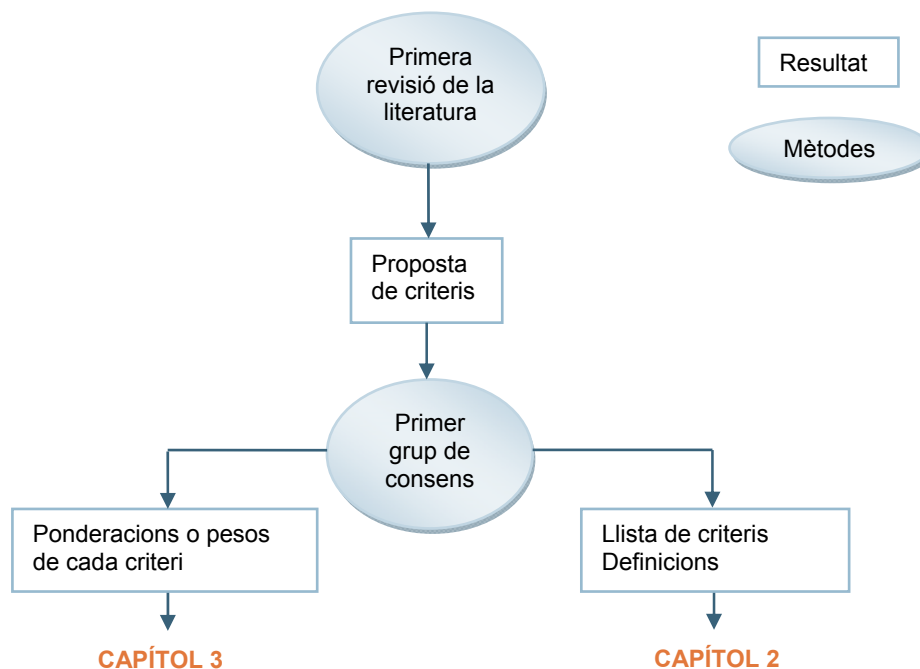 Primera
revisió de la
literatura
Resultat
Mètodes
Proposta
de criteris
Primer
grup de
consens
Ponderacions o pesos
de cada criteri
Llista de criteris
Definicions
CAPÍTOL 3
CAPÍTOL 2